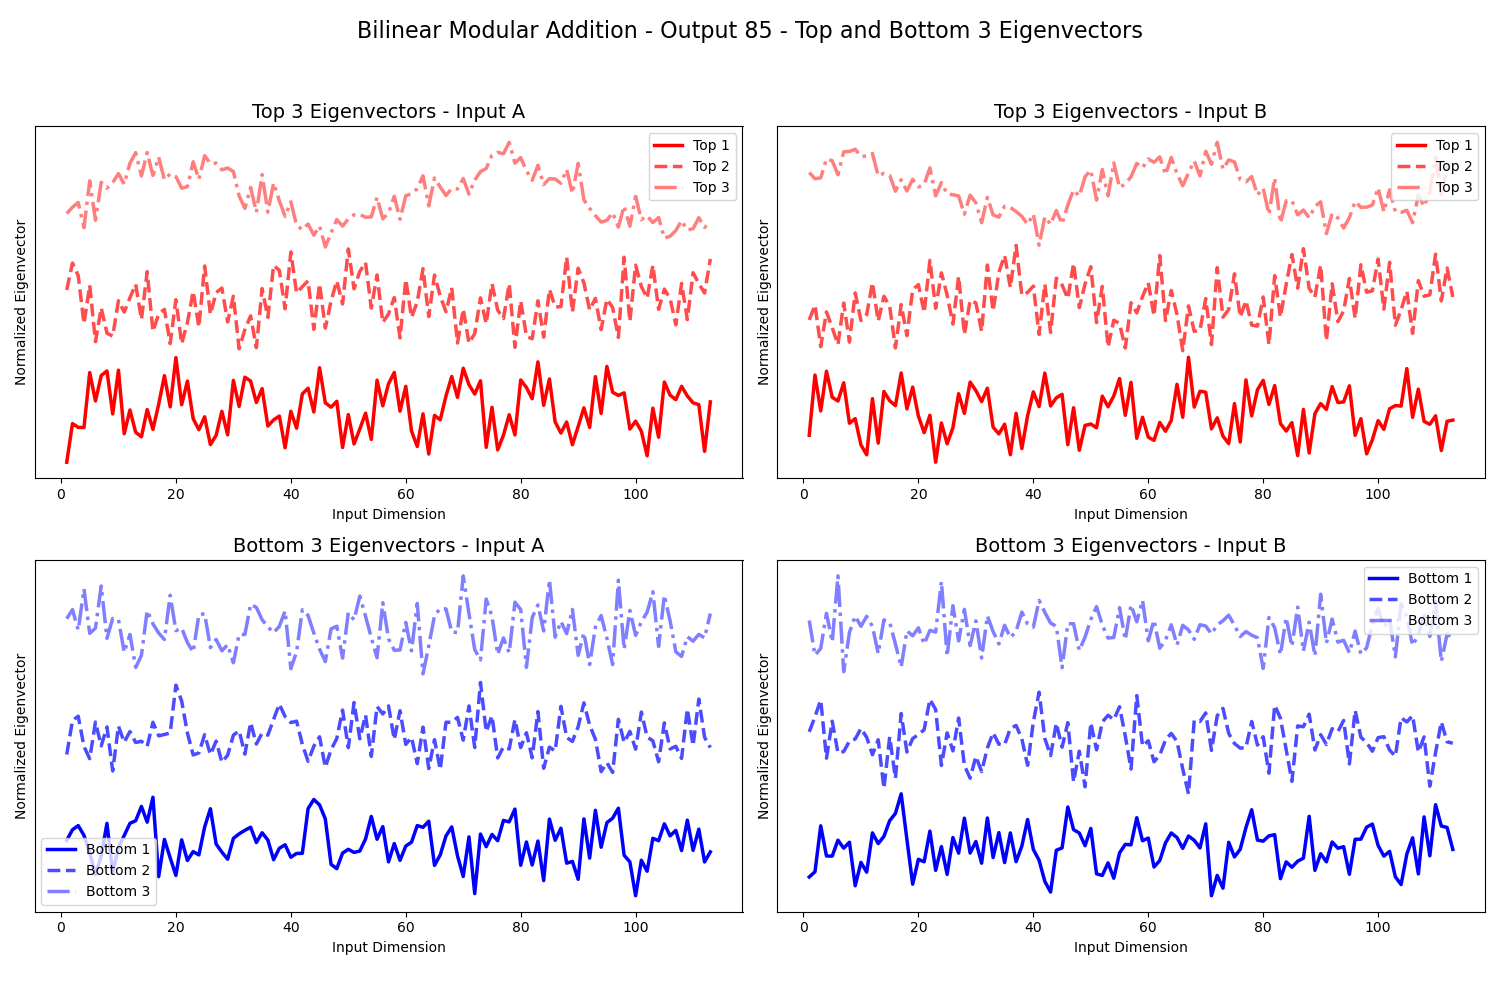 Bilinear Modular Addition - Output 85 - Top and Bottom 3 Eigenvectors
Top 3 Eigenvectors - Input A
Normalized Eigenvector
Top 1
Top 2
Top 3
0 20 40 60 80 100
Input Dimension
Top 3 Eigenvectors - Input B
Normalized Eigenvector
Top 1
Top 2
Top 3
0 20 40 60 80 100
Input Dimension
Bottom 3 Eigenvectors - Input A
Normalized Eigenvector
Bottom 1
Bottom 2
Bottom 3
0 20 40 60 80 100
Input Dimension
Bottom 3 Eigenvectors - Input B
Normalized Eigenvector
Bottom 1
Bottom 2
Bottom 3
0 20 40 60 80 100
Input Dimension